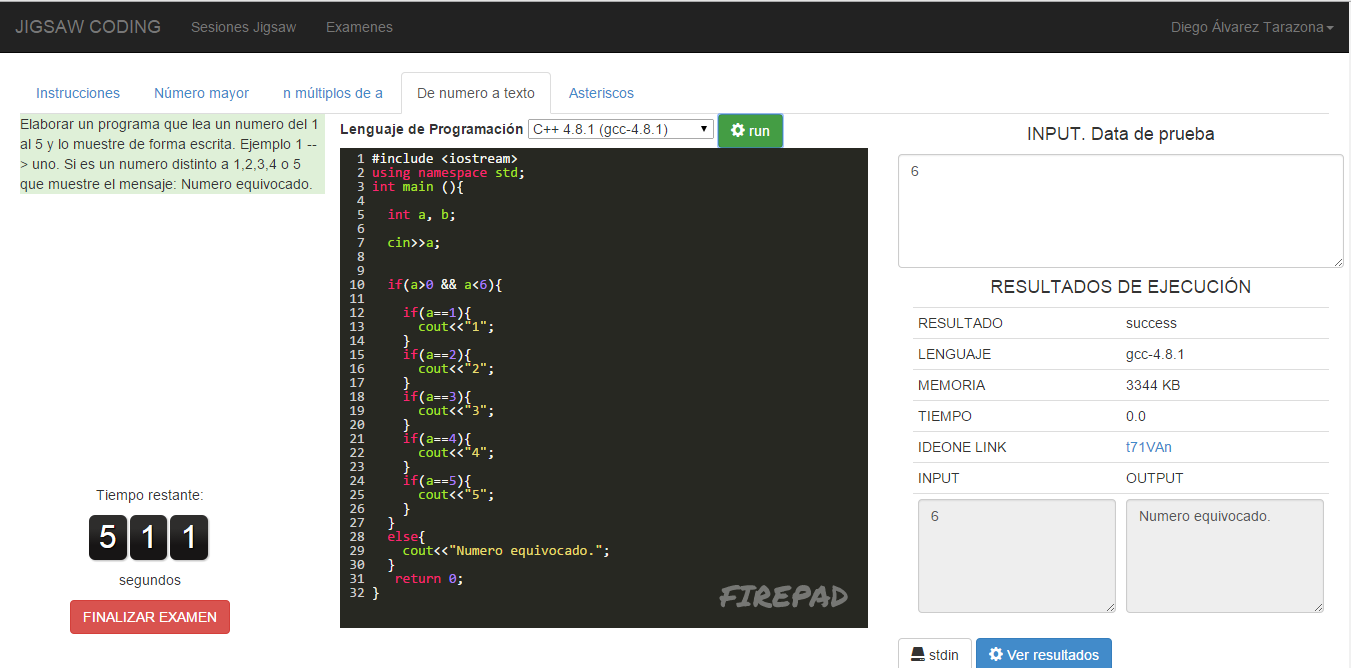 JIGSAW CODING Sesiones Jigsaw Examenes Diego Álvarez Tarazona
Instrucciones Número mayor n múltiplos de a De numero a texto Asteriscos
Elaborar un programa que lea un numero del 1
al 5 y lo muestre de forma escrita. Ejemplo 1 --
> uno. Si es un numero distinto a 1,2,3,4 o 5
que muestre el mensaje: Numero equivocado.
Tiempo restante:
5 1 1
segundos
FINALIZAR EXAMEN
Lenguaje de Programación C++ 4.8.1 (gcc-4.8.1) run
1 #include <iostream>
2 using namespace std;
3 int main (){
4
5 int a, b;
6
7 cin>>a;
8
9
10 if(a>0 && a<6){
11
12 if(a==1){
13 cout<<"1";
14 }
15 if(a==2){
16 cout<<"2";
17 }
18 if(a==3){
19 cout<<"3";
20 }
21 if(a==4){
22 cout<<"4";
23 }
24 if(a==5){
25 cout<<"5";
26 }
27 }
28 else{
29 cout<<"Numero equivocado.";
30 }
31 return 0;
32 }
FIREPAD
INPUT. Data de prueba
6
RESULTADOS DE EJECUCIÓN
RESULTADO success
LENGUAJE gcc-4.8.1
MEMORIA 3344 KB
TIEMPO 0.0
IDEONE LINK t71VAn
INPUT OUTPUT
6 Numero equivocado.
stdin Ver resultados